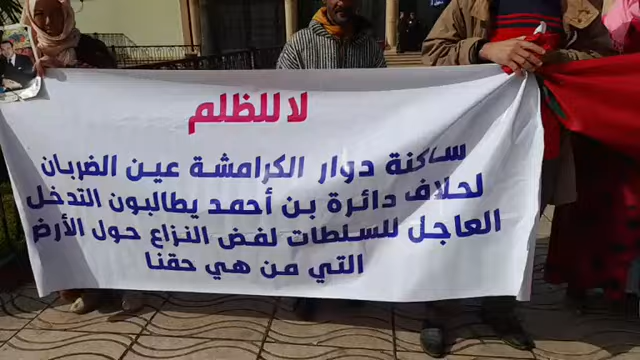 لا للظلم
ساكنة دوار الكرامشة عين الضربان
لحلاف دائرة بن أحمد يطالبون التدخل
العاجل للسلطات لفض النزاع حول الأرض
التي من هي حقنا